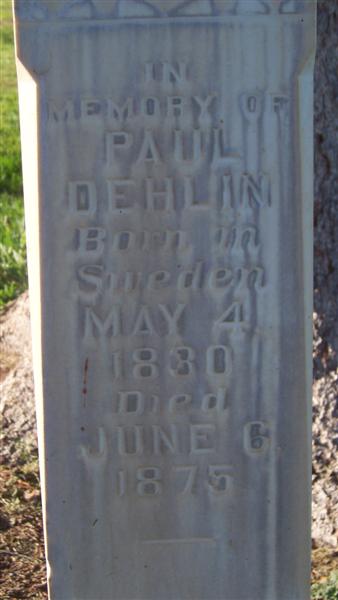 IN
MEMORY OF
PAUL
DEHLIN
Born in
Sweden
MAY 4,
1830
Died
JUNE 6,
1875